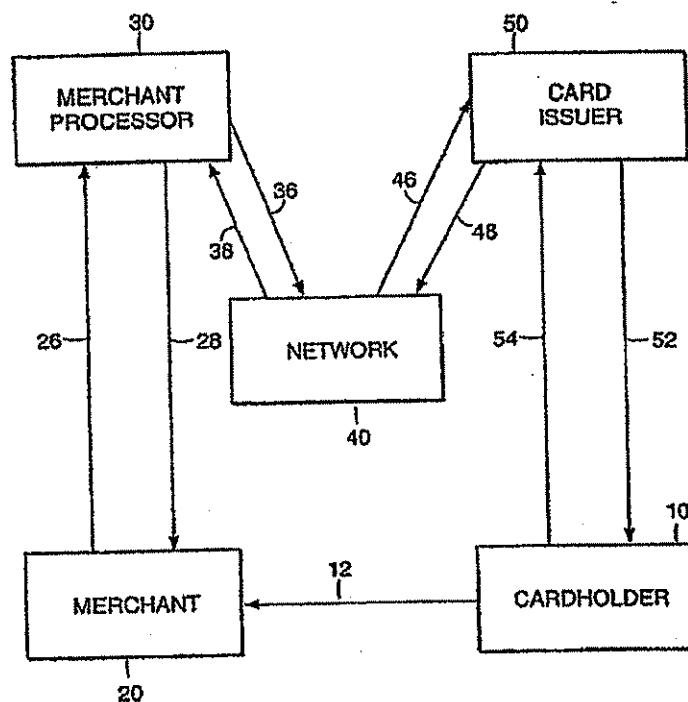 30
50
MERCHANT
PROCESSOR
CARD
ISSUER
36
38
46
48
26
28
NETWORK
54
52
40
10
12
MERCHANT
CARDHOLDER
20